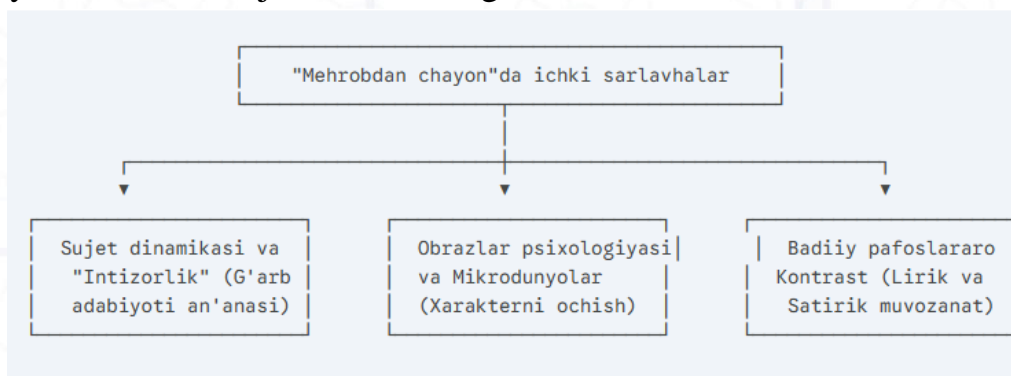 "Mehrobdan chayon"da ichki sarlavhalar
Sujet dinamikasi va
"Intizorlik" (G'arb
adabiyoti an'anasi)
Obrazlar psixologiyasi
va Mikrodunyolar
(Xarakterni ochish)
Badiiy pafoslararo
Kontrast (Lirik va
Satirik muvozanat)